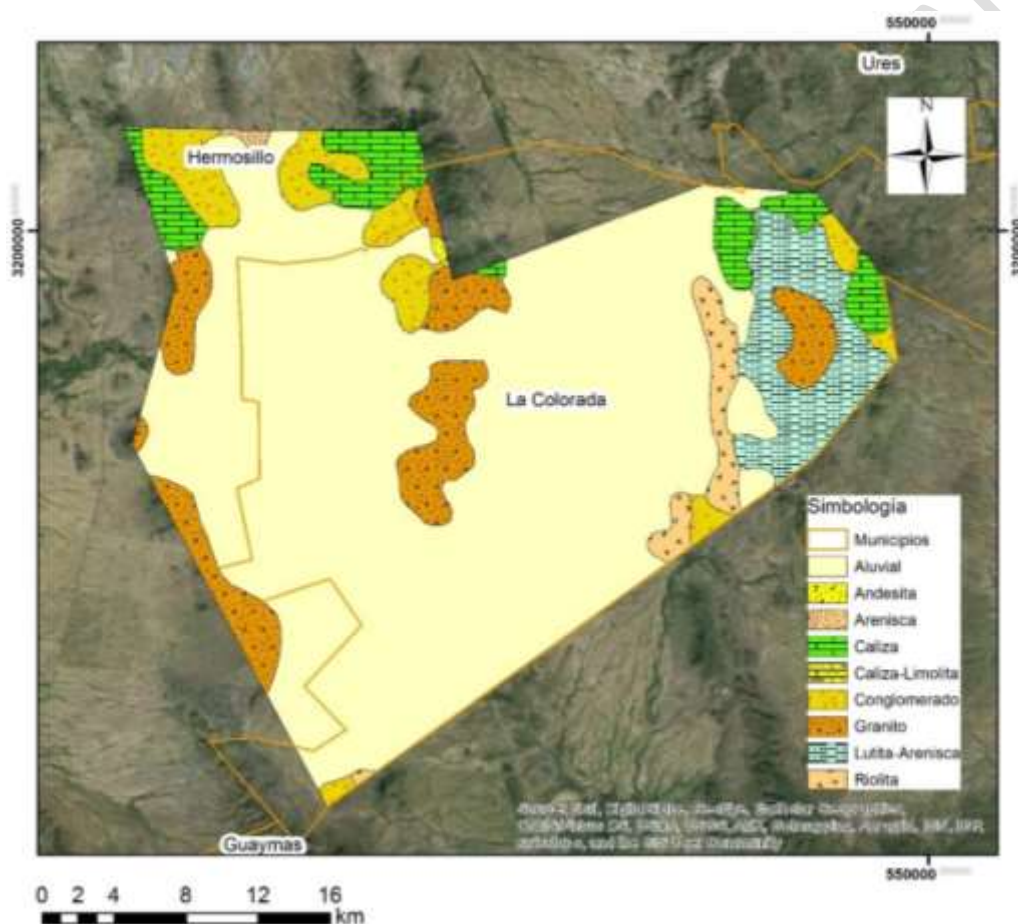 550000
Ures
N
Hermosillo
3200000
3200000
La Colorada
Simbología
Municipios
Aluvial
Andesita
Arenisca
Caliza
Caliza-Limolita
Conglomerado
Granito
Lutita-Arenisca
Riolita
Guaymas
550000
0 2 4 8 12 16
km